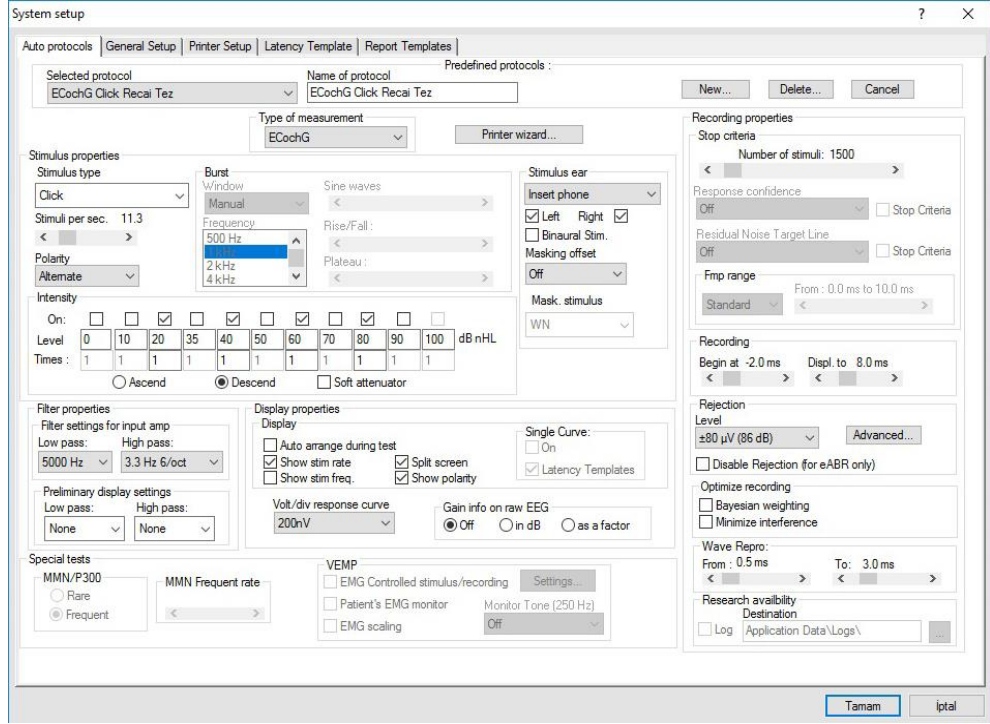 System setup
? ×
Auto protocols General Setup Printer Setup Latency Template Report Templates
Predefined protocols :
Selected protocol Name of protocol
ECochG Click Recai Tez ECochG Click Recai Tez New... Delete... Cancel
Type of measurement
ECochG Printer wizard...
Stimulus properties
Stimulus type
Click
Stimuli per sec. 11.3
< >
Polarity
Alternate
Burst
Window
Manual
Frequency
500 Hz
1 kHz
2 kHz
4 kHz
Sine waves
< >
Rise/Fall :
< >
Plateau :
< >
Stimulus ear
Insert phone
Left Right
Binaural Stim.
Masking offset
Off
Mask. stimulus
WN
Intensity
On:
Level 0 10 20 35 40 50 60 70 80 90 100 dB nHL
Times : 1 1 1 1 1 1 1 1 1 1 1
Ascend Descend Soft attenuator
Filter properties
Filter settings for input amp
Low pass: High pass:
5000 Hz 3.3 Hz 6/oct
Preliminary display settings
Low pass: High pass:
None None
Display properties
Display
Auto arrange during test
Show stim rate Split screen
Show stim freq. Show polarity
Single Curve:
On
Latency Templates
Volt/div response curve
200nV
Gain info on raw EEG
Off in dB as a factor
Special tests
MMN/P300
Rare
Frequent
MMN Frequent rate
< >
VEMP
EMG Controlled stimulus/recording Settings...
Patient's EMG monitor Monitor Tone (250 Hz)
EMG scaling Off
Recording properties
Stop criteria
Number of stimuli: 1500
< >
Response confidence
Off Stop Criteria
Residual Noise Target Line
Off Stop Criteria
Fmp range
Standard From : 0.0 ms to 10.0 ms
< >
Recording
Begin at -2.0 ms Displ. to 8.0 ms
< > < >
Rejection
Level
±80 µV (86 dB) Advanced...
Disable Rejection (for eABR only)
Optimize recording
Bayesian weighting
Minimize interference
Wave Repro:
From : 0.5 ms To: 3.0 ms
< > < >
Research availbility
Destination
Log Application Data\Logs\ ...
Tamam İptal